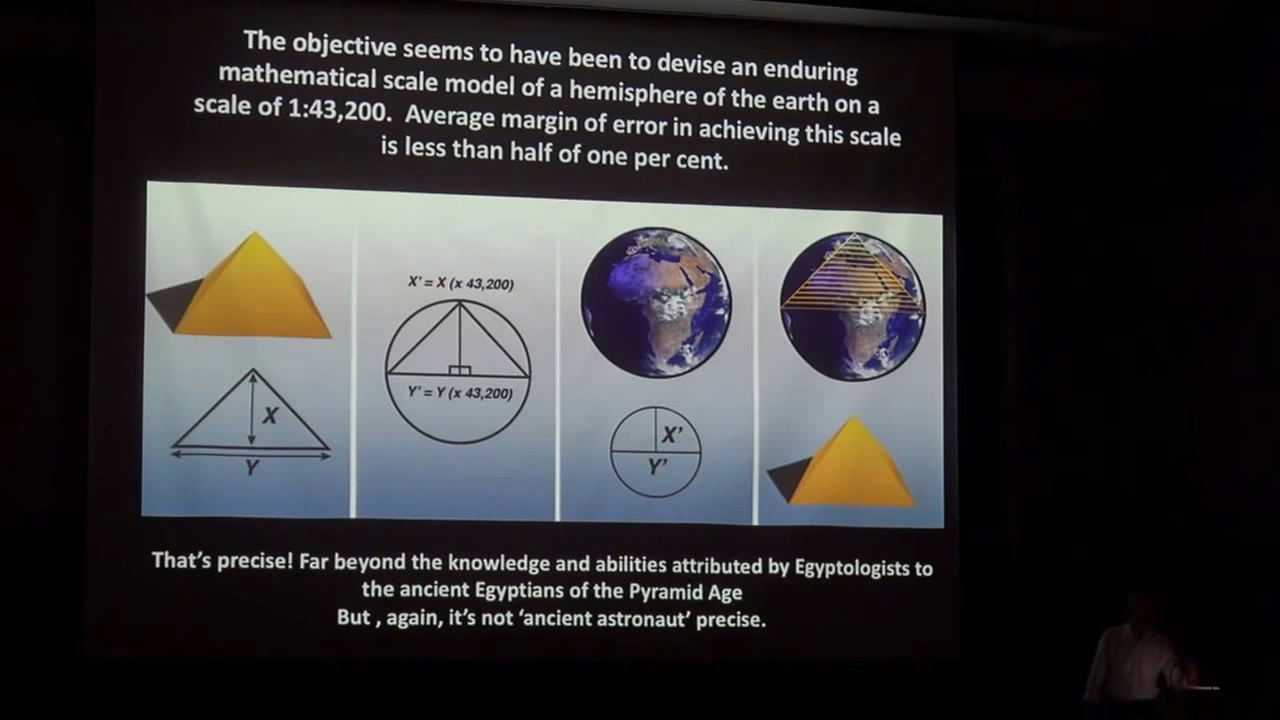 The objective seems to have been to devise an enduring
mathematical scale model of a hemisphere of the earth on a
scale of 1:43,200. Average margin of error in achieving this scale
is less than half of one per cent.
X' = X (x 43,200)
Y' = Y (x 43,200)
X
Y
X'
Y'
That's precise! Far beyond the knowledge and abilities attributed by Egyptologists to
the ancient Egyptians of the Pyramid Age
But , again, it's not 'ancient astronaut' precise.